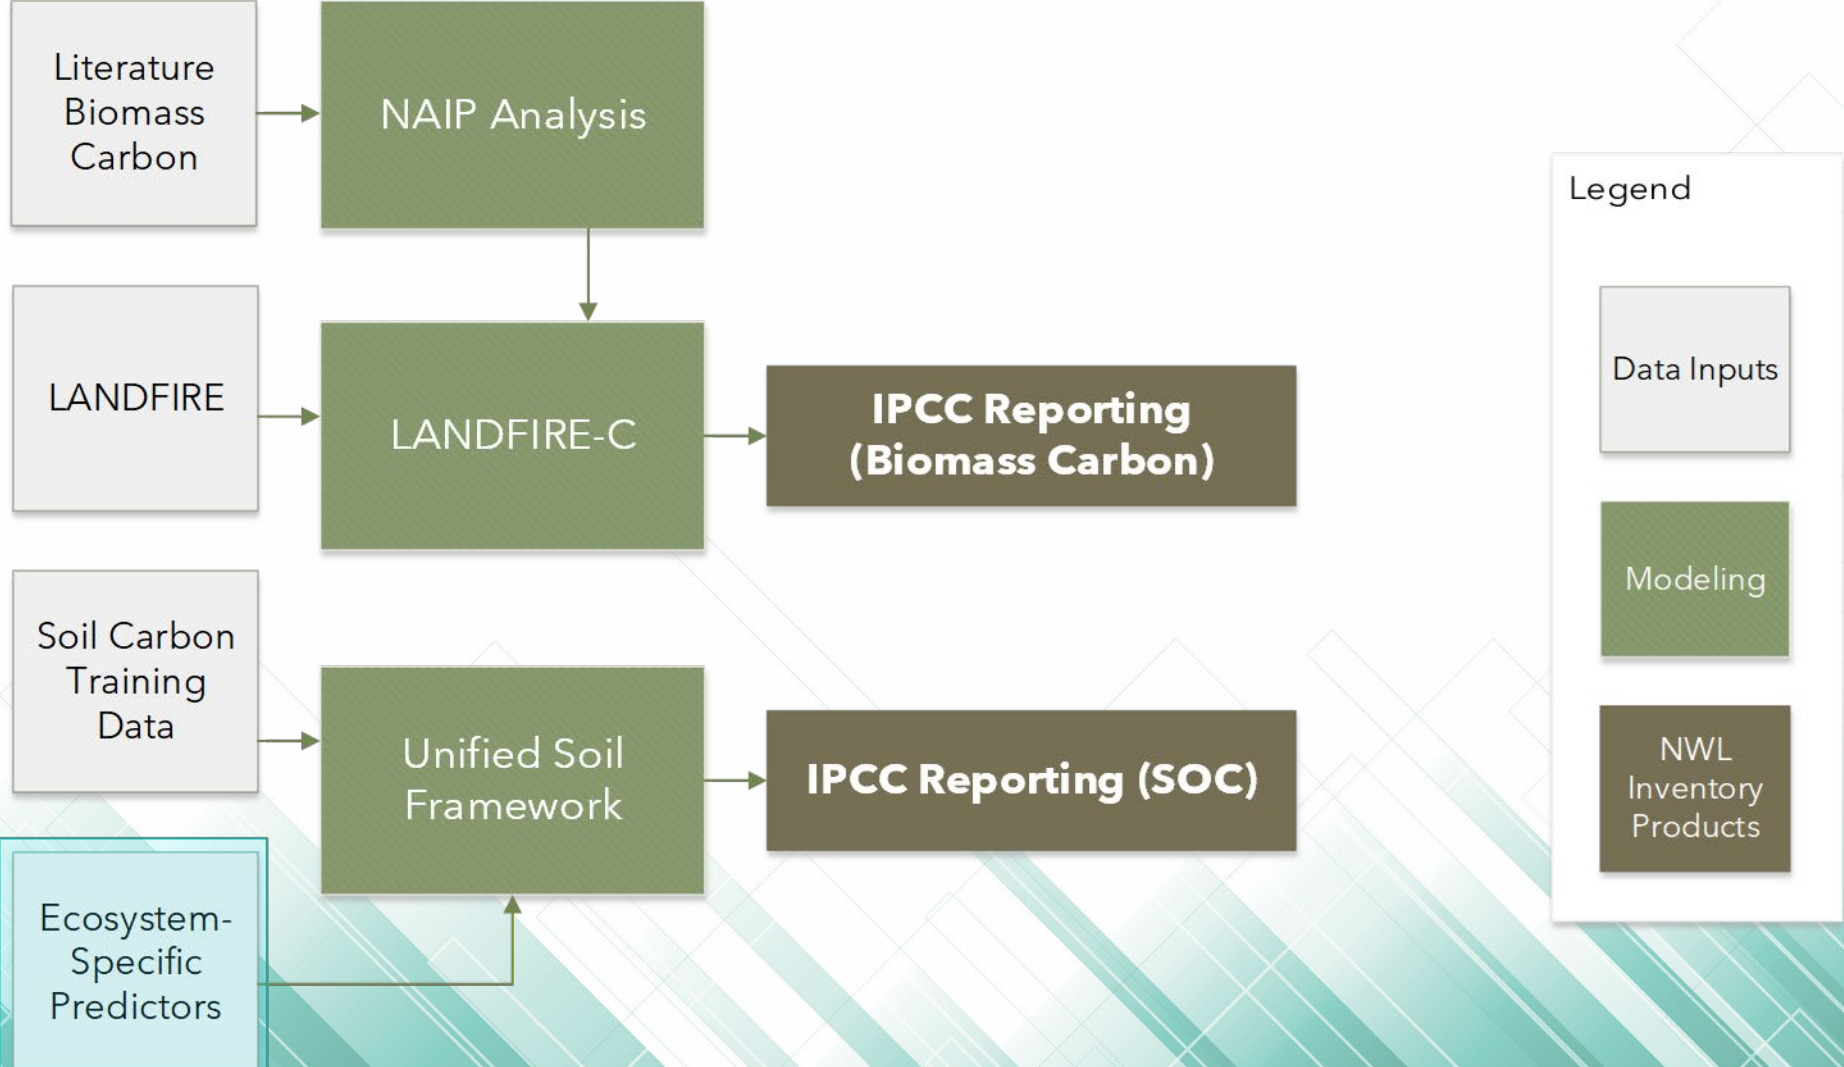 Literature
Biomass
Carbon
NAIP Analysis
Legend
LANDFIRE
LANDFIRE-C
IPCC Reporting
(Biomass Carbon)
Data Inputs
Modeling
Soil Carbon
Training
Data
Unified Soil
Framework
IPCC Reporting (SOC)
NWL
Inventory
Products
Ecosystem-
Specific
Predictors